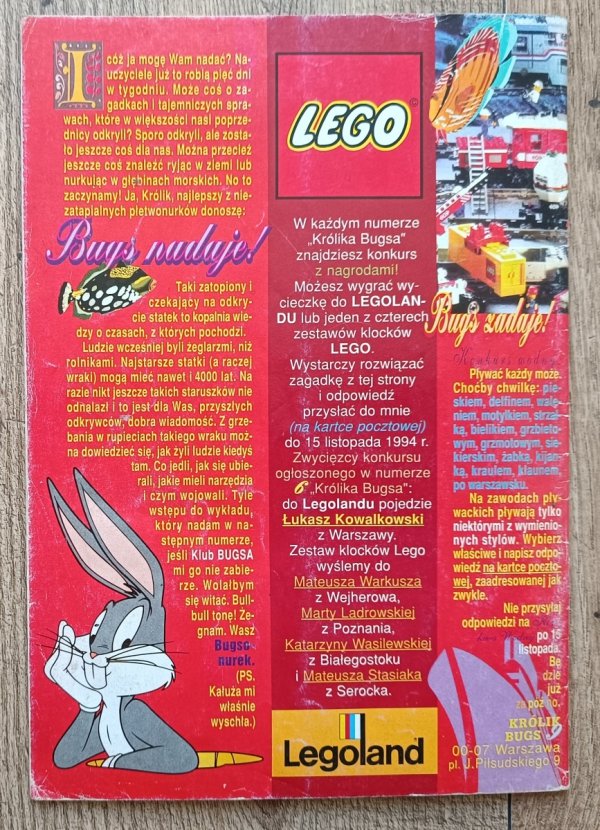 I cóż ja mogę Wam nadać? Na-
uczyciele już to robią pięć dni
w tygodniu. Może coś o za-
gadkach i tajemniczych spra-
wach, które w większości nasi poprze-
dnicy odkryli? Sporo odkryli, ale zosta-
ło jeszcze coś dla nas. Można przecież
jeszcze coś znaleźć ryjąc w ziemi lub
nurkując w głębinach morskich. No to
zaczynamy! Ja, Królik, najlepszy z nie-
zatapialnych płetwonurków donoszę:
Bugs nadaje!
Taki zatopiony i
czekający na odkry-
cie statek to kopalnia wie-
dzy o czasach, z których pochodzi.
Ludzie wcześniej byli żeglarzmi, niż
rolnikami. Najstarsze statki (a raczej
wraki) mogą mieć nawet i 4000 lat. Na
razie nikt jeszcze takich staruszków nie
odnalazł i to jest dla Was, przyszłych
odkrywców, dobra wiadomość. Z grze-
bania w rupieciach takiego wraku moż-
na dowiedzieć się, jak żyli ludzie kiedyś
tam. Co jedli, jak się ubie-
rali, jakie mieli narzędzia
i czym wojowali. Tyle
wstępu do wykładu,
który nadam w na-
stępnym numerze,
jeśli Klub BUGSA
mi go nie zabie-
rze. Wolałbym
się witać. Bull-
bull tone! Że-
gnam. Wasz
Bugso
nurek.
(PS.
Kałuża mi
właśnie
wyschła.)
LEGO
W każdym numerze
„Królika Bugsa”
znajdziesz konkurs
z nagrodami!
Możesz wygrać wy-
cieczkę do LEGOLAN-
DU lub jeden z czterech
zestawów klocków
LEGO.
Wystarczy rozwiązać
zagadkę z tej strony
i odpowiedź
przysłać do mnie
(na kartce pocztowej)
do 15 listopada 1994 r.
Zwycięzcy konkursu
ogłoszonego w numerze
6 „Królika Bugsa”:
do Legolandu pojedzie
Łukasz Kowalkowski
z Warszawy.
Zestaw klocków Lego
wyślemy do
Mateusza Warkusza
z Wejherowa,
Marty Ladrowskiej
z Poznania,
Katarzyny Wasilewskiej
z Białegostoku
i Mateusza Stasiaka
z Serocka.
Legoland
Bugs zadaje!
Konkurs wodny
Pływać każdy może.
Choćby chwilkę: pie-
skiem, delfinem, wale-
niem, motylkiem, strzał-
ką, bielikiem, grzbieto-
wym, grzmotowym, sie-
kierskim, żabką, kijan-
ką, kraulem, klaunem,
po warszawsku.
Na zawodach pły-
wackich pływają tylko
niektórymi z wymienio-
nych stylów. Wybierz
właściwe i napisz odpo-
wiedź na kartce poczto-
wej, zaadresowanej jak
zwykle.
Nie przysyłaj
odpowiedzi na
po 15
listopada.
Bę
dzie
już
za późno.
KRÓLIK
BUGS
00-07 Warszawa
pl. J.Piłsudskiego 9